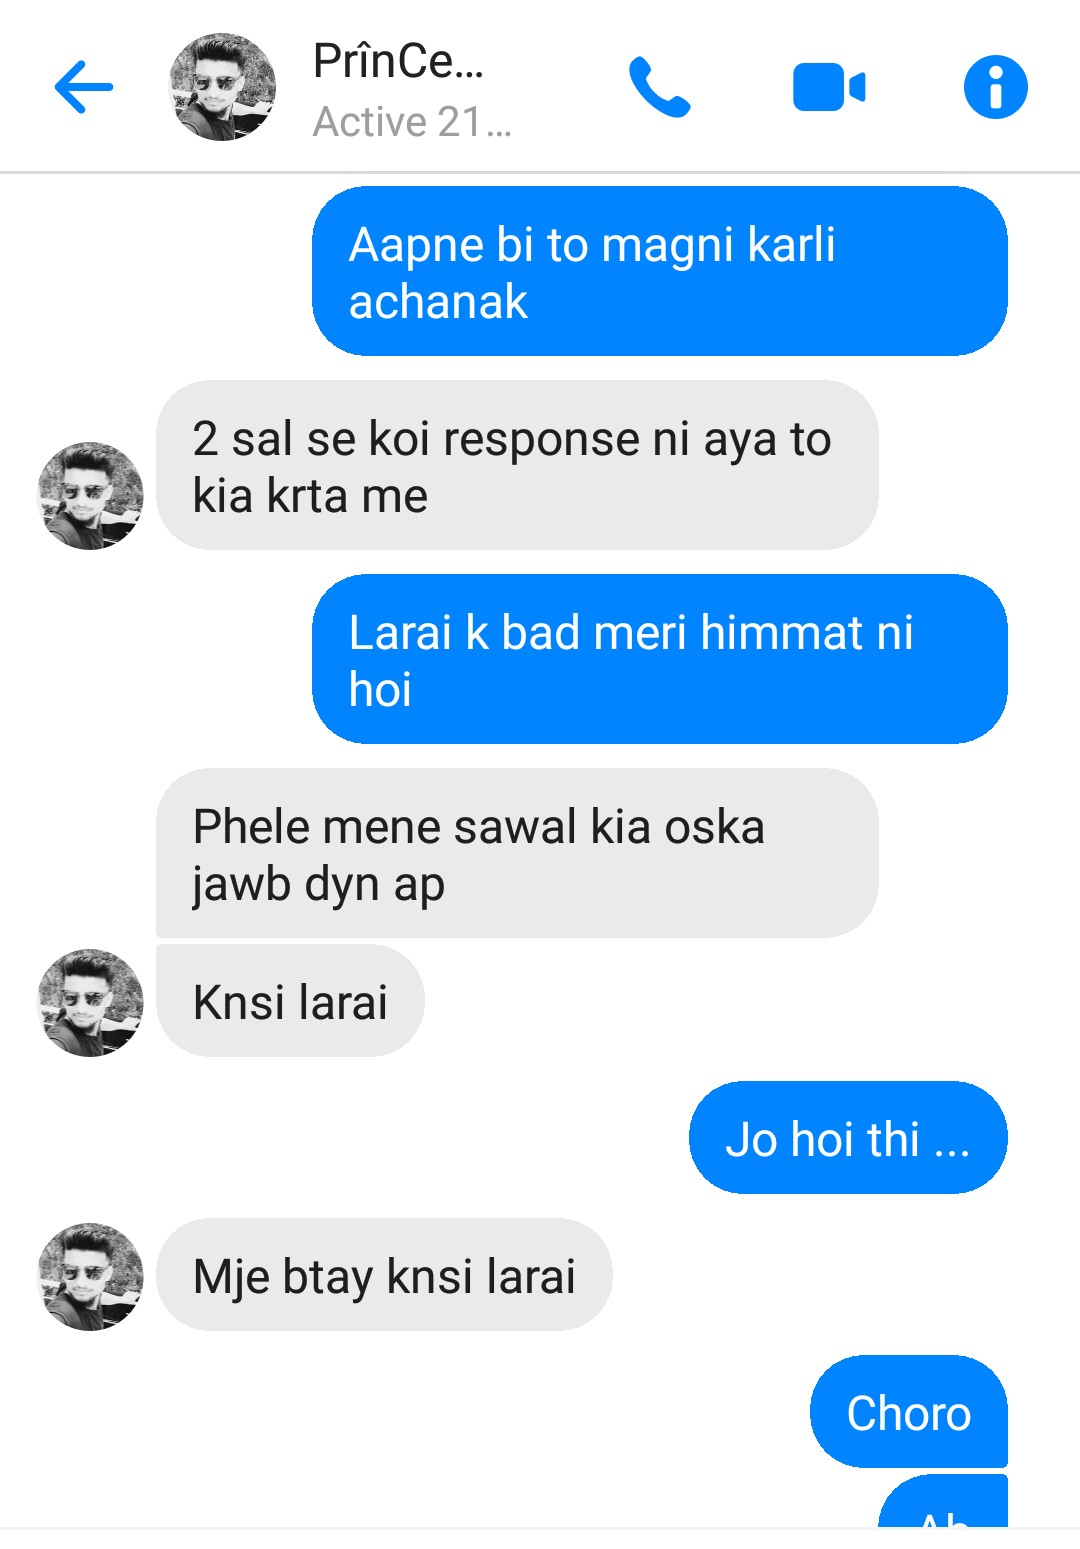 PrînCe...
Active 21...
Aapne bi to magni karli
achanak
2 sal se koi response ni aya to
kia krta me
Larai k bad meri himmat ni
hoi
Phele mene sawal kia oska
jawb dyn ap
Knsi larai
Jo hoi thi ...
Mje btay knsi larai
Choro